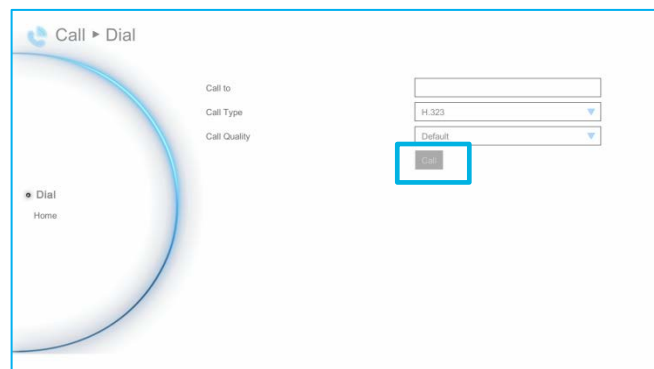 Call ▸ Dial
Call to
Call Type H.323
Call Quality Default
Call
Dial
Home